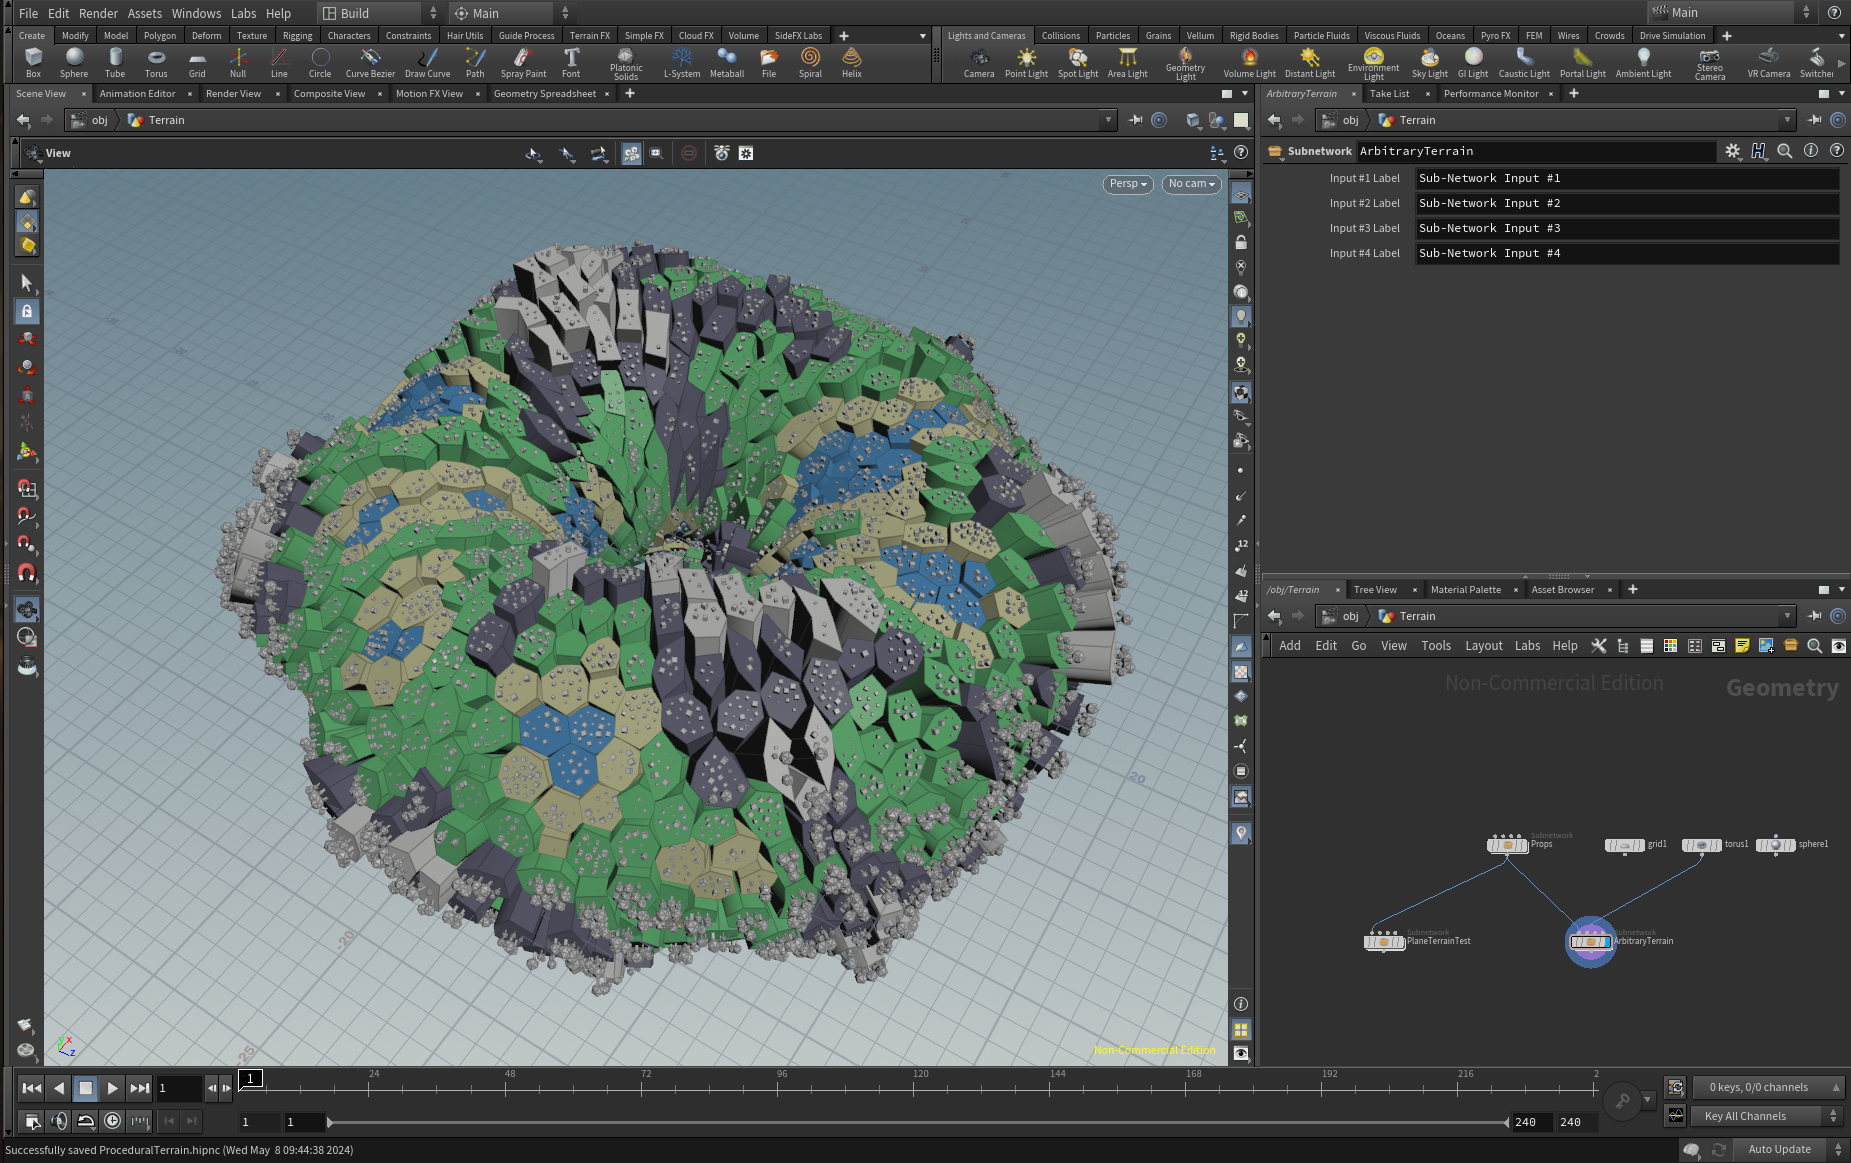 File Edit Render Assets Windows Labs Help Build Main Main
Create Modify Model Polygon Deform Texture Rigging Characters Constraints Hair Utils Guide Process Terrain FX Simple FX Cloud FX Volume SideFX Labs
Lights and Cameras Collisions Particles Grains Vellum Rigid Bodies Particle Fluids Viscous Fluids Oceans Pyro FX FEM Wires Crowds Drive Simulation
Box Sphere Tube Torus Grid Null Line Circle Curve Bezier Draw Curve Path Spray Paint Font Platonic Solids L-System Metaball File Spiral Helix
Camera Point Light Spot Light Area Light Geometry Light Volume Light Distant Light Environment Light Sky Light GI Light Caustic Light Portal Light Ambient Light Stereo Camera VR Camera Switcher
Scene View Animation Editor Render View Composite View Motion FX View Geometry Spreadsheet
ArbitraryTerrain Take List Performance Monitor
obj Terrain
obj Terrain
View
Subnetwork ArbitraryTerrain
Input #1 Label Sub-Network Input #1
Input #2 Label Sub-Network Input #2
Input #3 Label Sub-Network Input #3
Input #4 Label Sub-Network Input #4
Persp No cam
12
12
20
-20
-25
x
z
Non-Commercial Edition
/obj/Terrain Tree View Material Palette Asset Browser
obj Terrain
Add Edit Go View Tools Layout Labs Help
Non-Commercial Edition Geometry
Subnetwork
Props grid1 torus1 sphere1
Subnetwork
PlaneTerrainTest
Subnetwork
ArbitraryTerrain
1 1 24 48 72 96 120 144 168 192 216 2
0 keys, 0/0 channels
1 1 240 240
Key All Channels
Successfully saved ProceduralTerrain.hipnc (Wed May 8 09:44:38 2024)
Auto Update